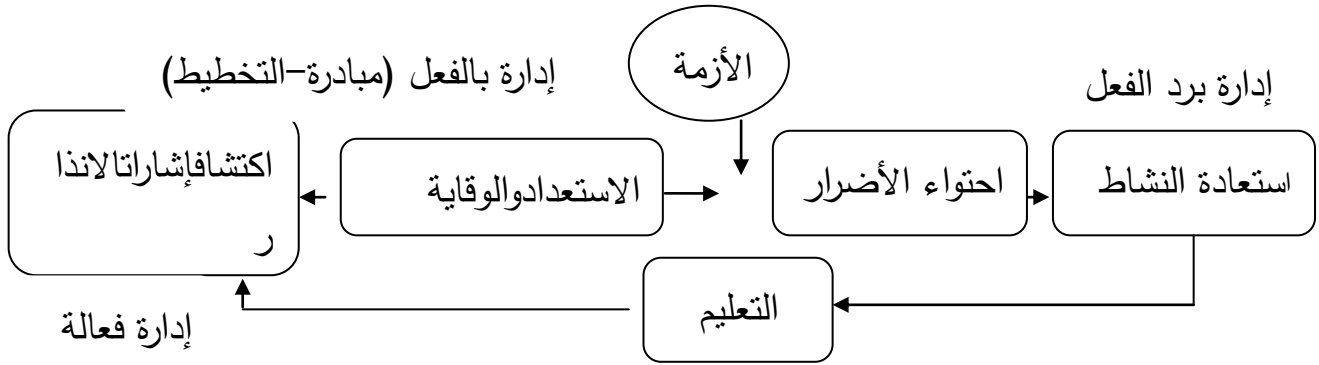 الأزمة
إدارة بالفعل (مبادرة-التخطيط)
إدارة برد الفعل
استعادة النشاط
احتواء الأضرار
الاستعدادوالوقاية
اكتشافإشاراتالانذا
ر
التعليم
إدارة فعالة